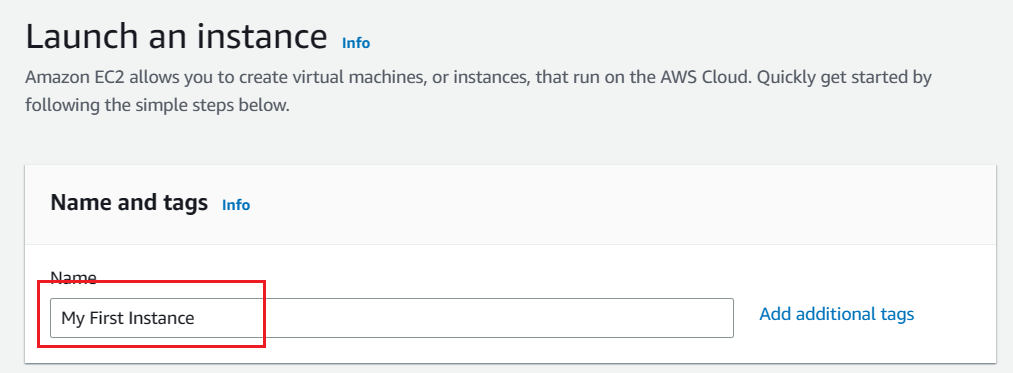 Launch an instance Info
Amazon EC2 allows you to create virtual machines, or instances, that run on the AWS Cloud. Quickly get started by
following the simple steps below.
Name and tags Info
Name
My First Instance
Add additional tags